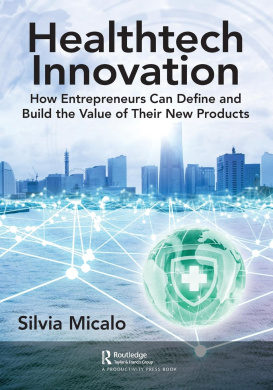 Healthtech
Innovation
How Entrepreneurs Can Define and
Build the Value of Their New Products
Silvia Micalo
Routledge
Taylor & Francis Group
A PRODUCTIVITY PRESS BOOK